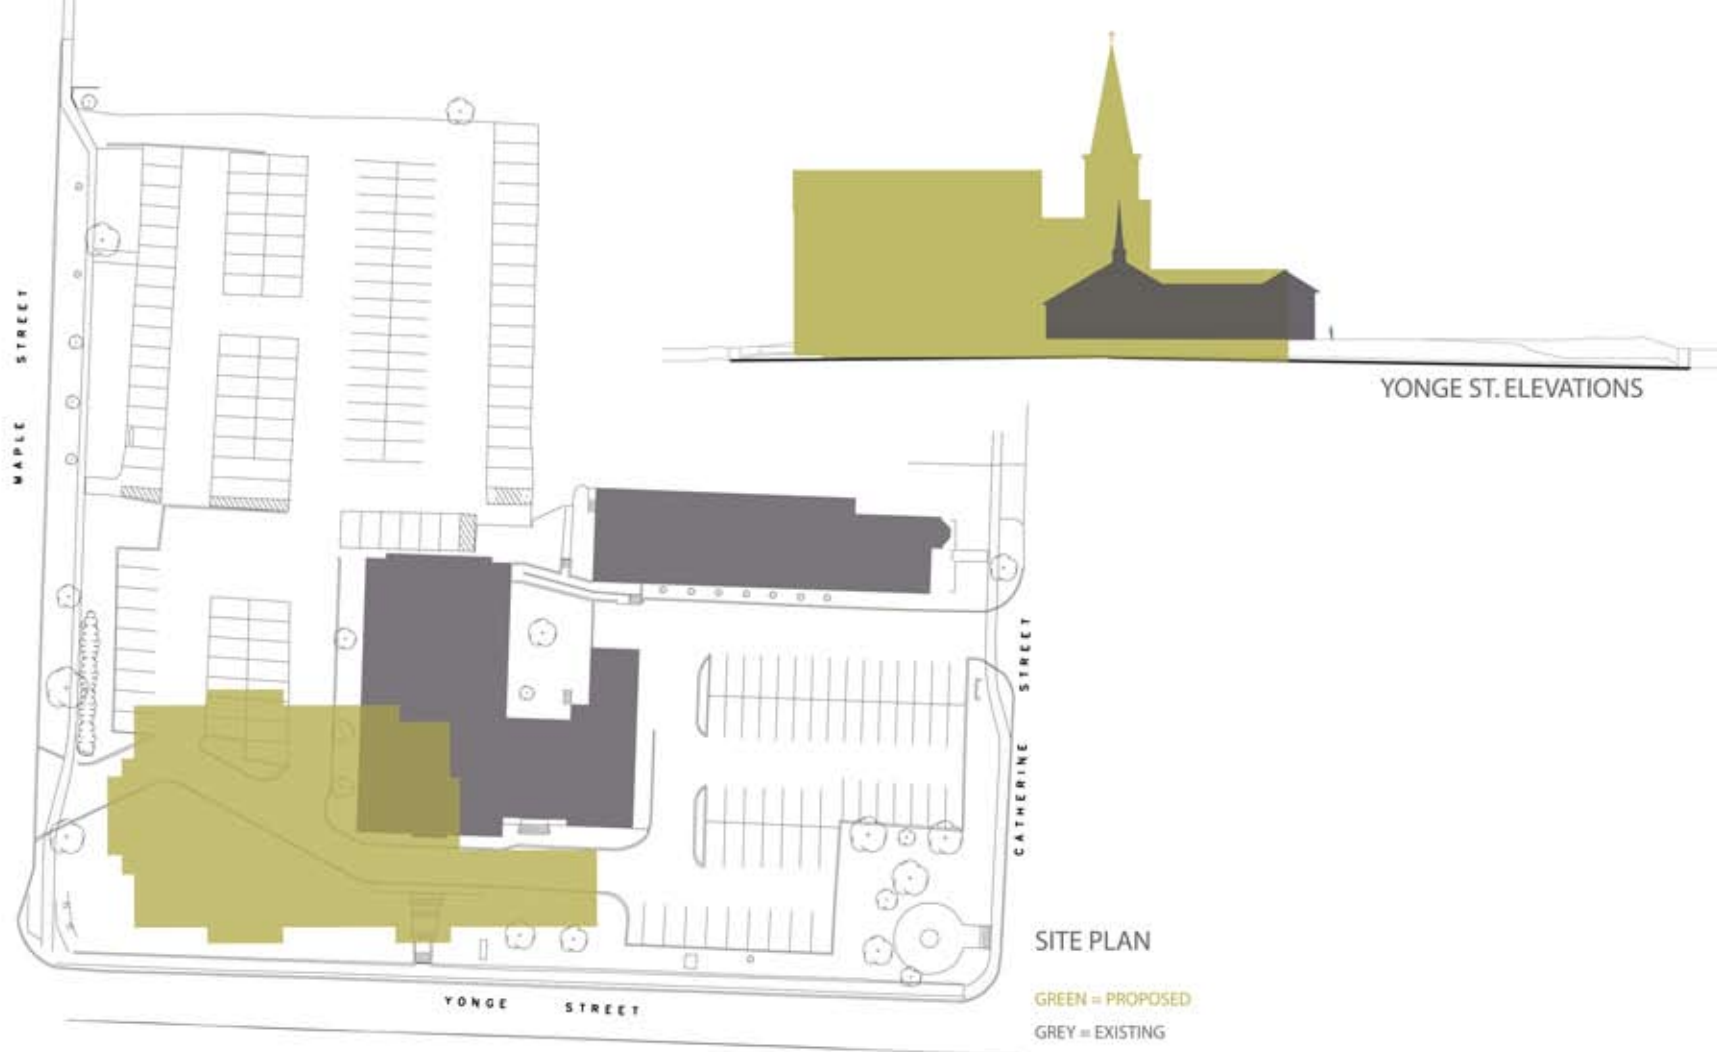 YONGE ST. ELEVATIONS
MAPLE STREET
CATHERINE STREET
SITE PLAN
GREEN = PROPOSED
GREY = EXISTING
YONGE STREET